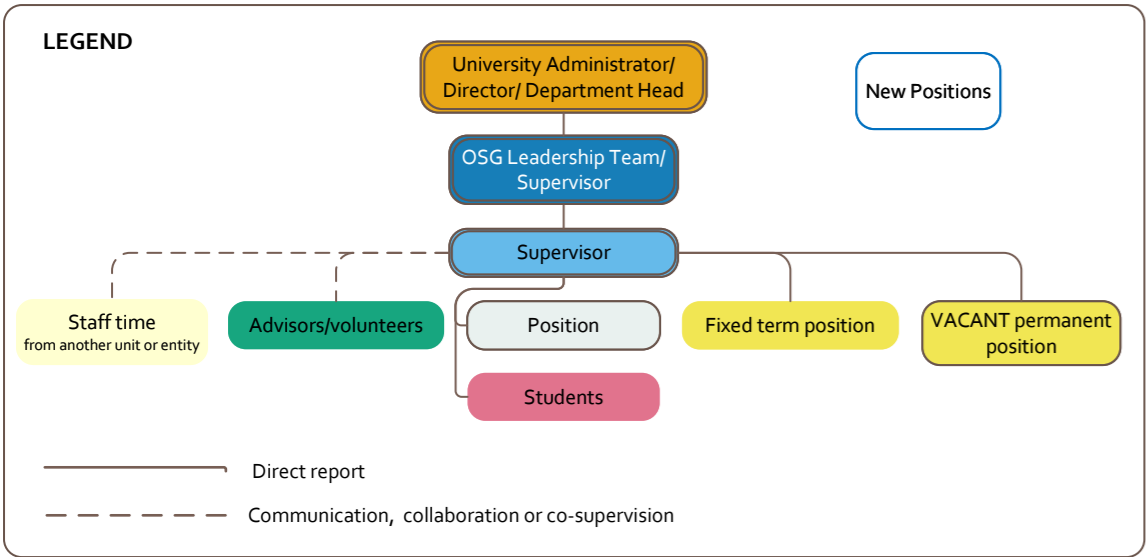 LEGEND
University Administrator/
Director/ Department Head
New Positions
OSG Leadership Team/
Supervisor
Supervisor
Staff time
from another unit or entity
Advisors/volunteers
Position
Fixed term position
VACANT permanent
position
Students
Direct report
Communication, collaboration or co-supervision